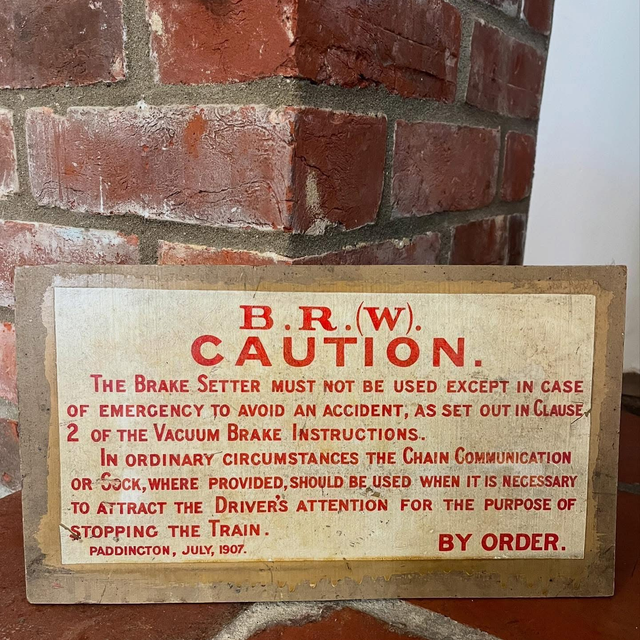 B.R.(W).
CAUTION.
THE BRAKE SETTER MUST NOT BE USED EXCEPT IN CASE
OF EMERGENCY TO AVOID AN ACCIDENT, AS SET OUT IN CLAUSE
2 OF THE VACUUM BRAKE INSTRUCTIONS.
IN ORDINARY CIRCUMSTANCES THE CHAIN COMMUNICATION
OR COCK, WHERE PROVIDED, SHOULD BE USED WHEN IT IS NECESSARY
TO ATTRACT THE DRIVER'S ATTENTION FOR THE PURPOSE OF
STOPPING THE TRAIN.
PADDINGTON, JULY, 1907. BY ORDER.